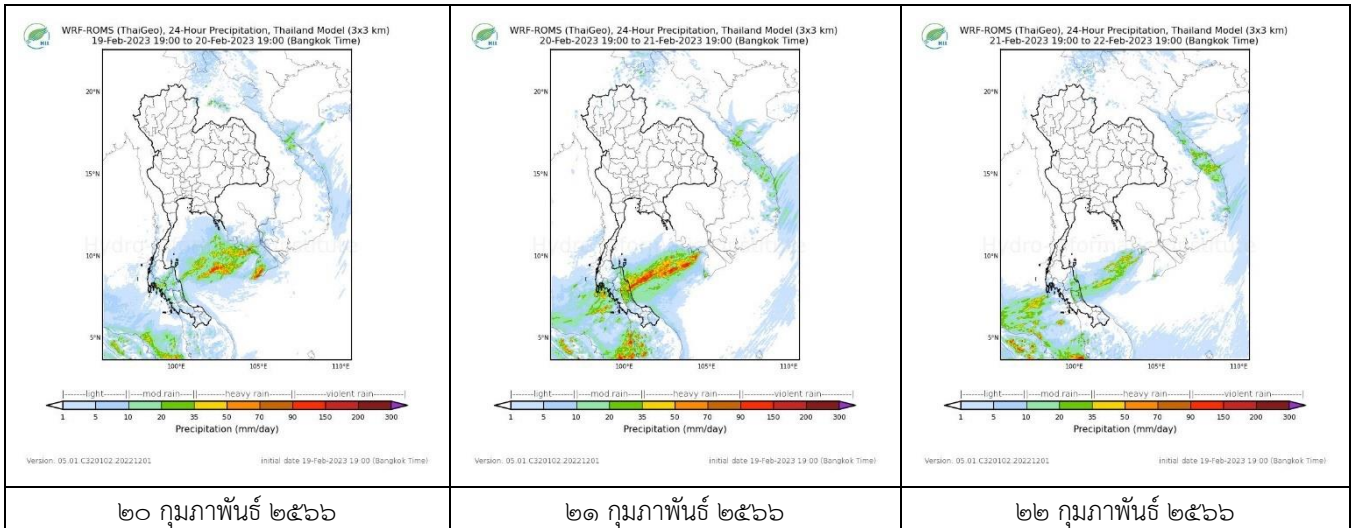 WRF-ROMS (ThaiGeo), 24-Hour Precipitation, Thailand Model (3x3 km)
19-Feb-2023 19:00 to 20-Feb-2023 19:00 (Bangkok Time)
HII
20°N
15°N
10°N
5°N
100°E 105°E 110°E
Hydro
|-------light------||---mod rain---||-------heavy rain-------||-------violent rain-------|
1 5 10 20 35 50 70 90 150 200 300
Precipitation (mm/day)
Version: 05.01.C320102.20221201 initial date 19-Feb-2023 19:00 (Bangkok Time)
๒๐ กุมภาพันธ์ ๒๕๖๖
WRF-ROMS (ThaiGeo), 24-Hour Precipitation, Thailand Model (3x3 km)
20-Feb-2023 19:00 to 21-Feb-2023 19:00 (Bangkok Time)
HII
20°N
15°N
10°N
5°N
100°E 105°E 110°E
Hydro
|-------light------||---mod rain---||-------heavy rain-------||-------violent rain-------|
1 5 10 20 35 50 70 90 150 200 300
Precipitation (mm/day)
Version: 05.01.C320102.20221201 initial date 19-Feb-2023 19:00 (Bangkok Time)
๒๑ กุมภาพันธ์ ๒๕๖๖
WRF-ROMS (ThaiGeo), 24-Hour Precipitation, Thailand Model (3x3 km)
21-Feb-2023 19:00 to 22-Feb-2023 19:00 (Bangkok Time)
HII
20°N
15°N
10°N
5°N
100°E 105°E 110°E
Hydro
|-------light------||---mod rain---||-------heavy rain-------||-------violent rain-------|
1 5 10 20 35 50 70 90 150 200 300
Precipitation (mm/day)
Version: 05.01.C320102.20221201 initial date 19-Feb-2023 19:00 (Bangkok Time)
๒๒ กุมภาพันธ์ ๒๕๖๖